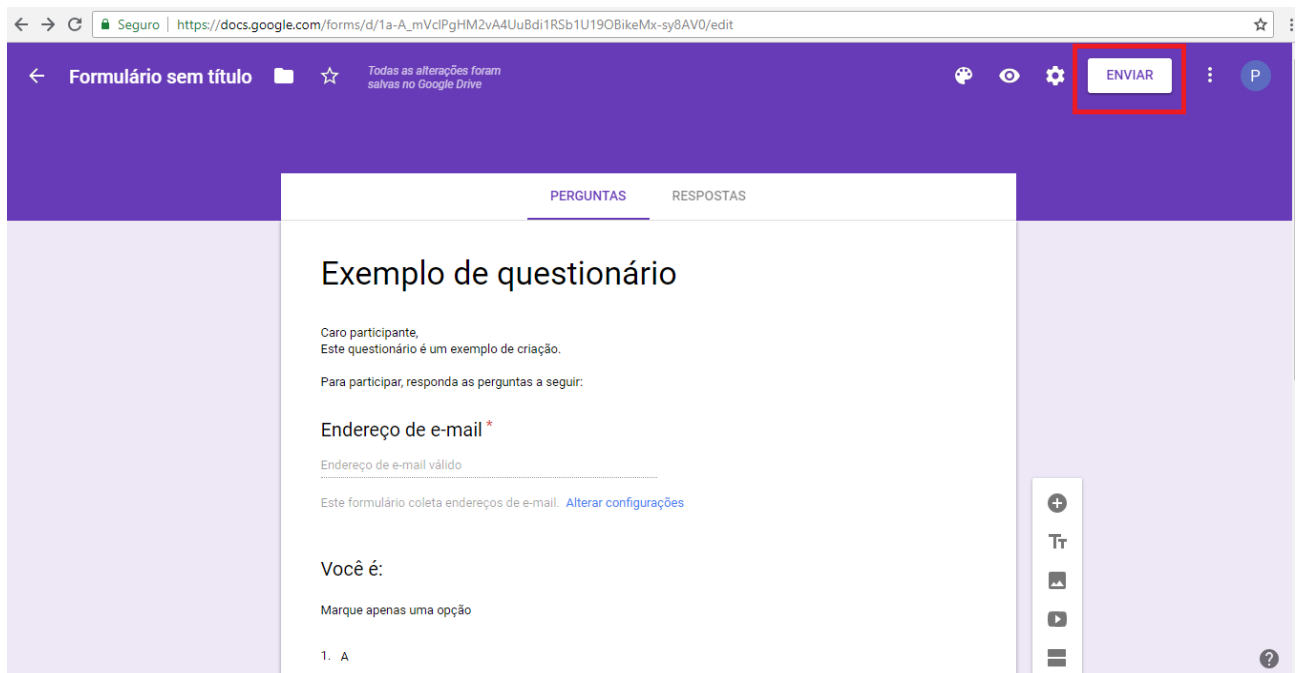 Seguro | https://docs.google.com/forms/d/1a-A_mVclPgHM2vA4UuBdi1RSb1U19OBikeMx-sy8AV0/edit
Formulário sem título
Todas as alterações foram
salvas no Google Drive
ENVIAR
P
PERGUNTAS RESPOSTAS
Exemplo de questionário
Caro participante,
Este questionário é um exemplo de criação.
Para participar, responda as perguntas a seguir:
Endereço de e-mail *
Endereço de e-mail válido
Este formulário coleta endereços de e-mail. Alterar configurações
Você é:
Marque apenas uma opção
1. A